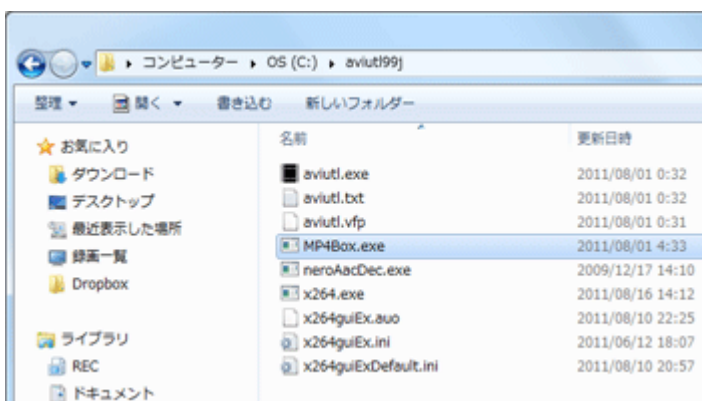 コンピューター OS (C:) aviutl99j
整理 開く 書き込む 新しいフォルダー
お気に入り
ダウンロード
デスクトップ
最近表示した場所
録画一覧
Dropbox
ライブラリ
REC
ドキュメント
名前 更新日時
aviutl.exe 2011/08/01 0:32
aviutl.txt 2011/08/01 0:32
aviutl.vfp 2011/08/01 0:31
MP4Box.exe 2011/08/01 4:33
neroAacDec.exe 2009/12/17 14:10
x264.exe 2011/08/16 14:12
x264guiEx.auo 2011/08/10 22:25
x264guiEx.ini 2011/06/12 18:07
x264guiExDefault.ini 2011/08/10 20:57